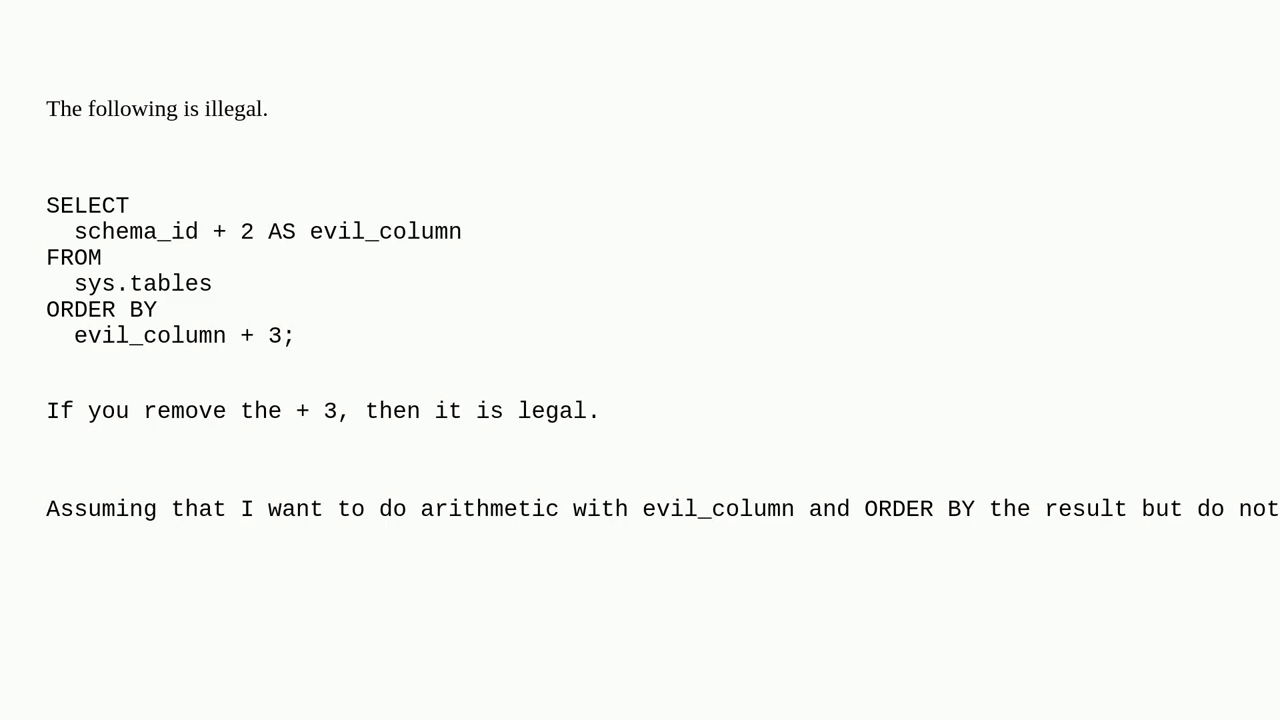 The following is illegal.
SELECT
  schema_id + 2 AS evil_column
FROM
  sys.tables
ORDER BY
  evil_column + 3;
If you remove the + 3, then it is legal.
Assuming that I want to do arithmetic with evil_column and ORDER BY the result but do not